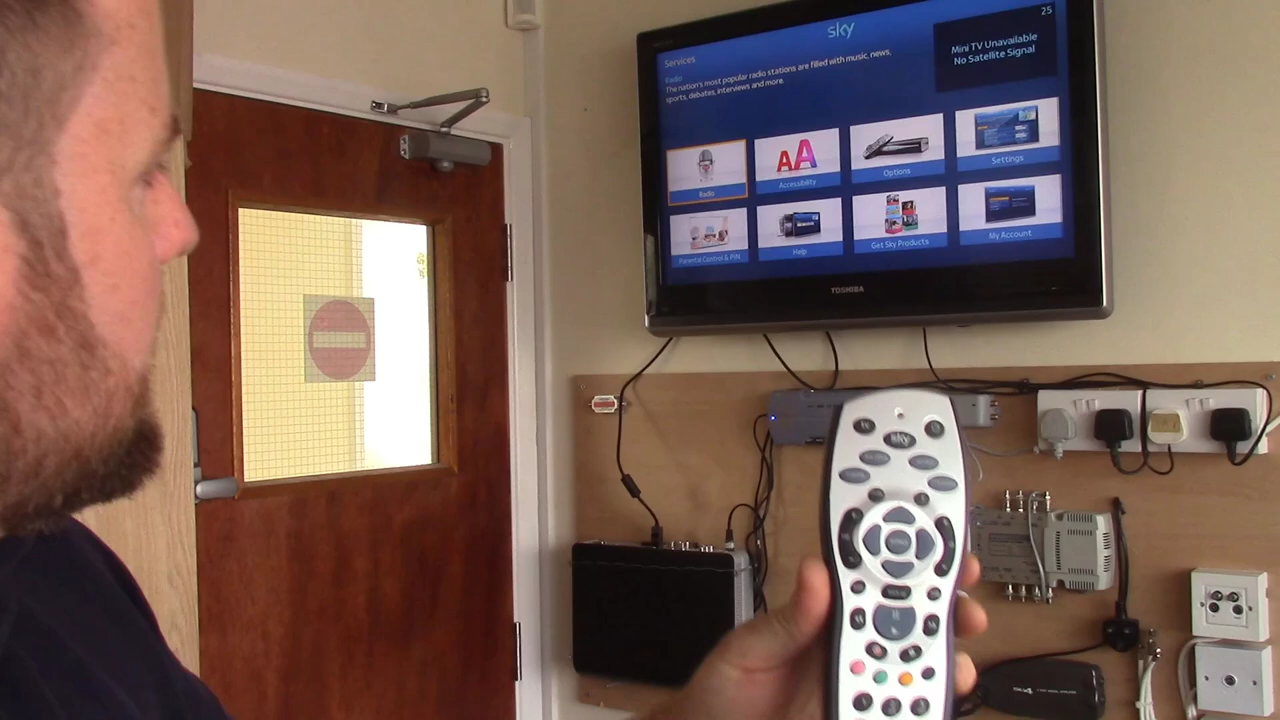 sky
25
Services
Mini TV Unavailable
No Satellite Signal
Radio
The nation's most popular radio stations are filled with music, news,
sports, debates, interviews and more.
Radio
Accessibility
Options
Settings
Parental Control & PIN
Help
Get Sky Products
My Account
TOSHIBA
sky